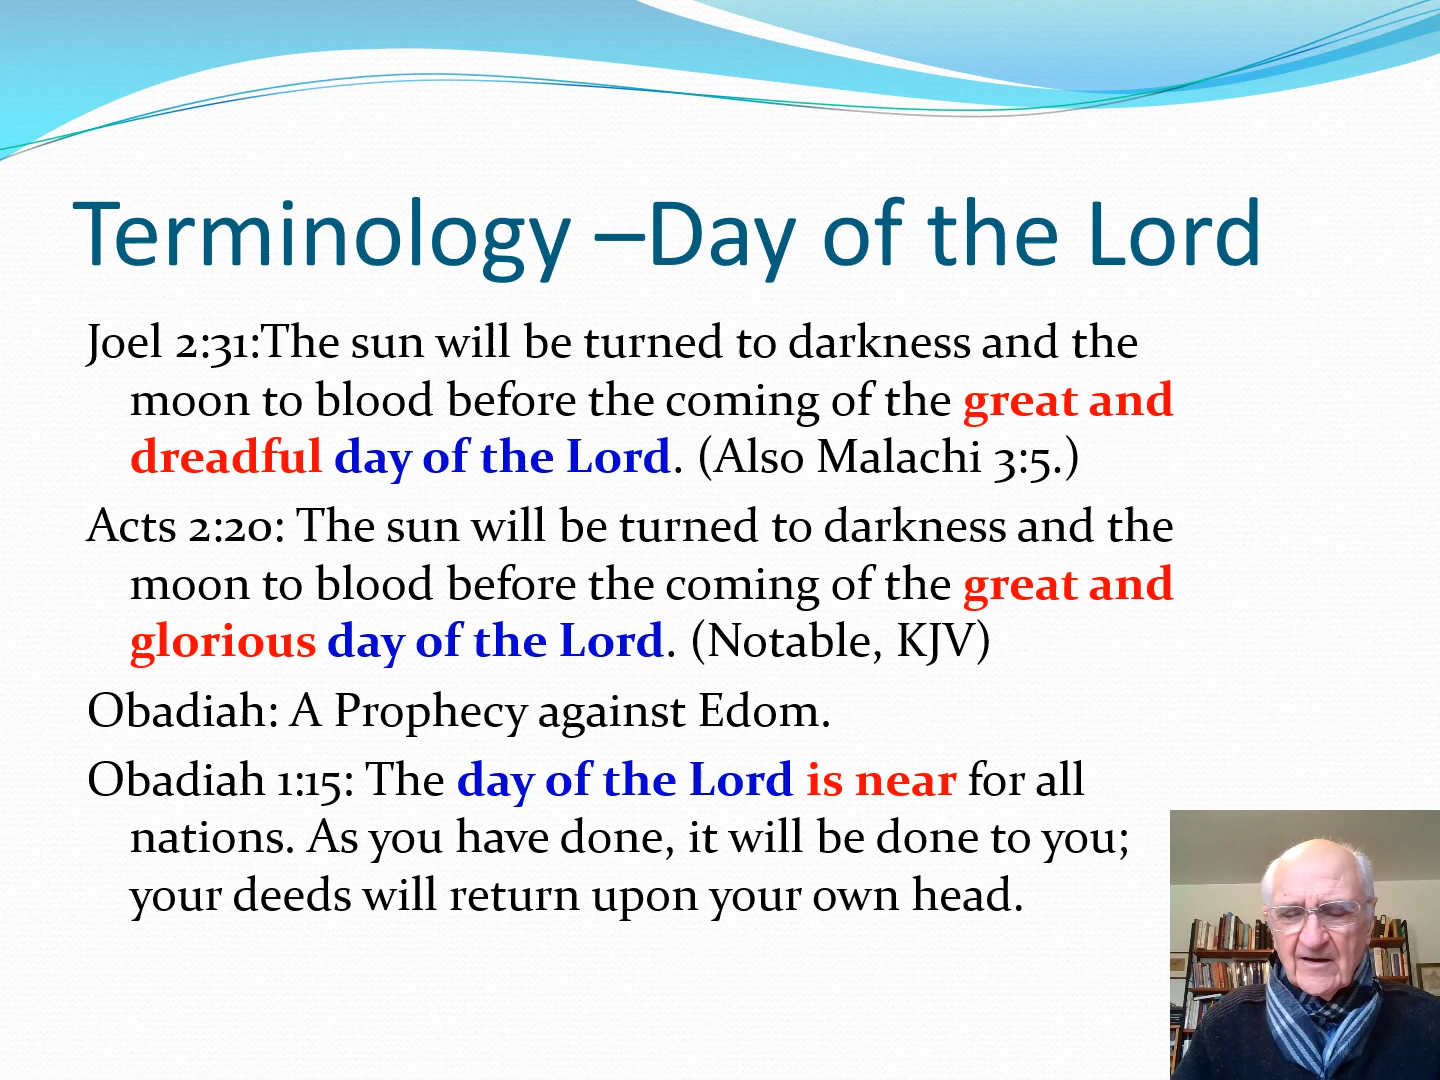 Terminology –Day of the Lord
Joel 2:31:The sun will be turned to darkness and the
moon to blood before the coming of the great and
dreadful day of the Lord. (Also Malachi 3:5.)
Acts 2:20: The sun will be turned to darkness and the
moon to blood before the coming of the great and
glorious day of the Lord. (Notable, KJV)
Obadiah: A Prophecy against Edom.
Obadiah 1:15: The day of the Lord is near for all
nations. As you have done, it will be done to you;
your deeds will return upon your own head.